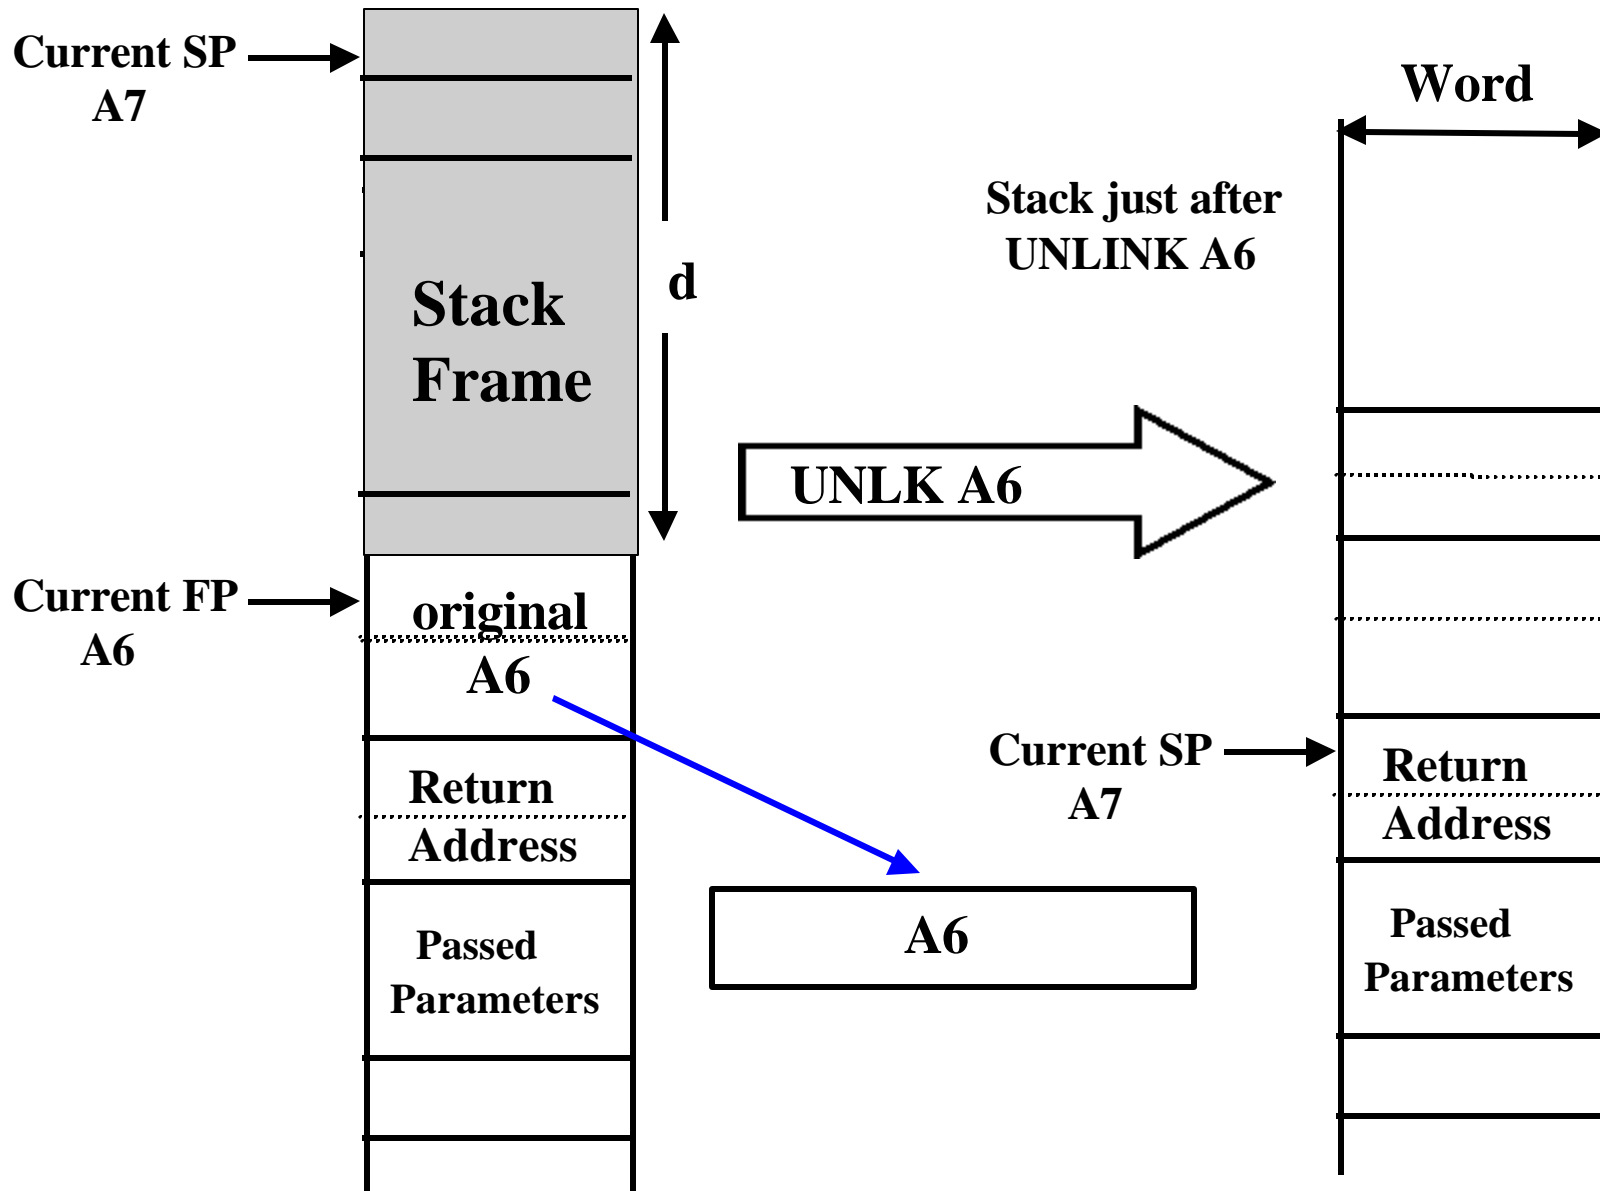 Current SP
A7
Stack
Frame
d
Current FP
A6
original
A6
Return
Address
Passed
Parameters
UNLK A6
A6
Word
Stack just after
UNLINK A6
Current SP
A7
Return
Address
Passed
Parameters